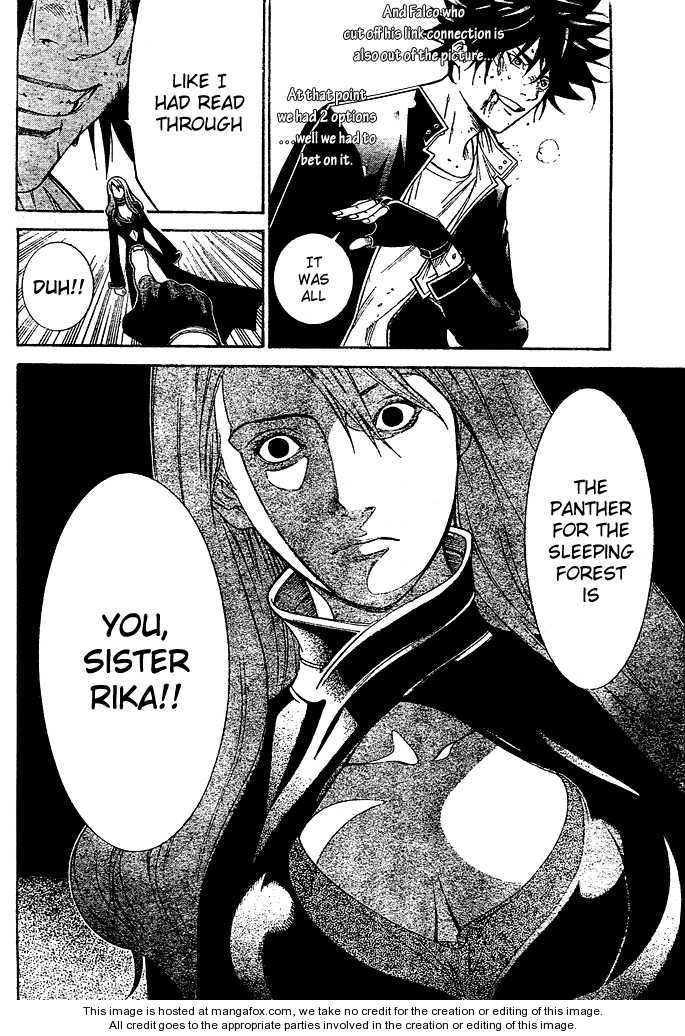 And Falco who
cut off his link connection is
also out of the picture...
At that point
we had 2 options
...well we had to
bet on it.
IT
WAS
ALL
LIKE I
HAD READ
THROUGH
DUH!!
THE
PANTHER
FOR THE
SLEEPING
FOREST
IS
YOU,
SISTER
RIKA!!
This image is hosted at mangafox.com, we take no credit for the creation or editing of this image.
All credit goes to the appropriate parties involved in the creation or editing of this image.